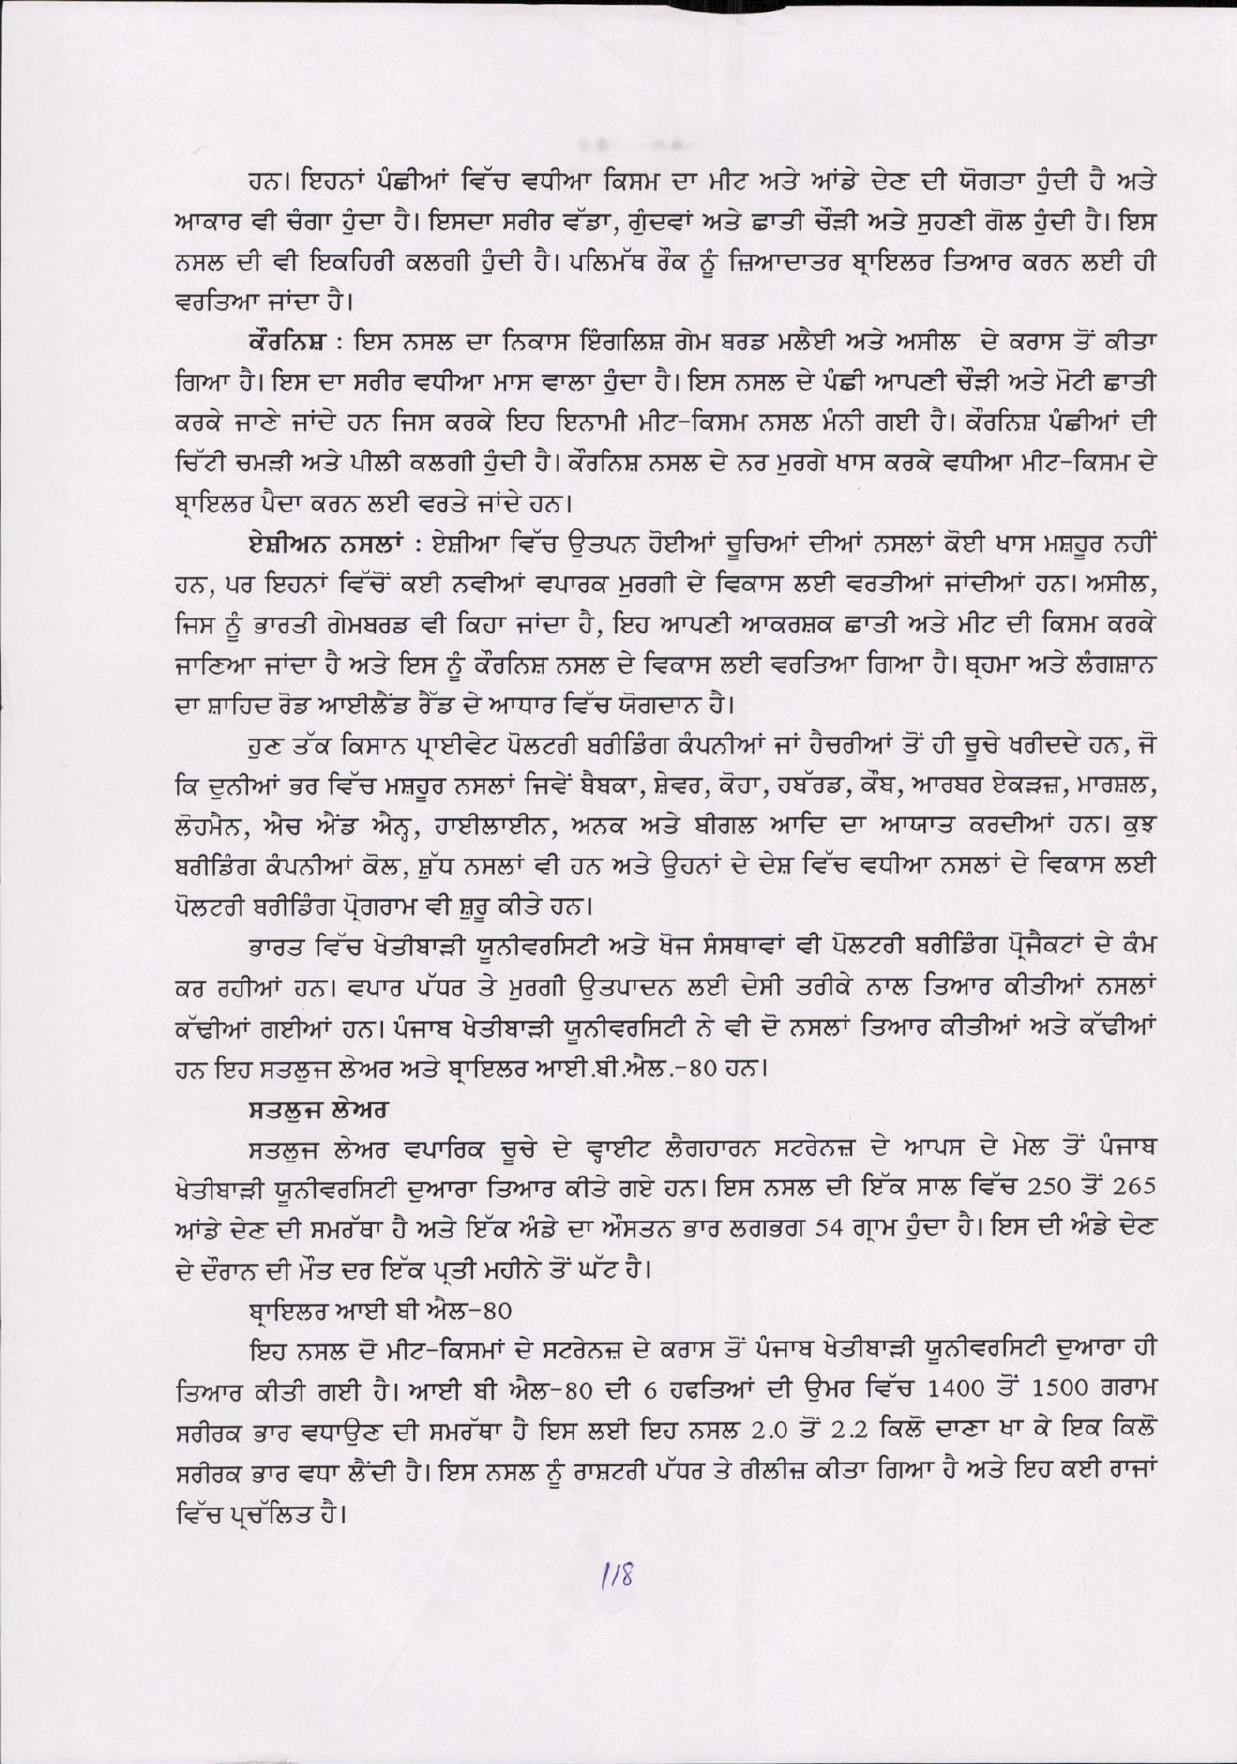 ਹਨ। ਇਹਨਾਂ ਪੰਛੀਆਂ ਵਿੱਚ ਵਧੀਆ ਕਿਸਮ ਦਾ ਮੀਟ ਅਤੇ ਆਂਡੇ ਦੇਣ ਦੀ ਯੋਗਤਾ ਹੁੰਦੀ ਹੈ ਅਤੇ
ਆਕਾਰ ਵੀ ਚੰਗਾ ਹੁੰਦਾ ਹੈ। ਇਸਦਾ ਸਰੀਰ ਵੱਡਾ, ਗੁੰਦਵਾਂ ਅਤੇ ਛਾਤੀ ਚੌੜੀ ਅਤੇ ਸੁਹਣੀ ਗੋਲ ਹੁੰਦੀ ਹੈ। ਇਸ
ਨਸਲ ਦੀ ਵੀ ਇਕਹਿਰੀ ਕਲਗੀ ਹੁੰਦੀ ਹੈ। ਪਲਿਮੱਥ ਰੌਕ ਨੂੰ ਜ਼ਿਆਦਾਤਰ ਬ੍ਰਾਇਲਰ ਤਿਆਰ ਕਰਨ ਲਈ ਹੀ
ਵਰਤਿਆ ਜਾਂਦਾ ਹੈ।
ਕੌਰਨਿਸ਼ : ਇਸ ਨਸਲ ਦਾ ਨਿਕਾਸ ਇੰਗਲਿਸ਼ ਗੇਮ ਬਰਡ ਮਲੈਈ ਅਤੇ ਅਸੀਲ ਦੇ ਕਰਾਸ ਤੋਂ ਕੀਤਾ
ਗਿਆ ਹੈ। ਇਸ ਦਾ ਸਰੀਰ ਵਧੀਆ ਮਾਸ ਵਾਲਾ ਹੁੰਦਾ ਹੈ। ਇਸ ਨਸਲ ਦੇ ਪੰਛੀ ਆਪਣੀ ਚੌੜੀ ਅਤੇ ਮੋਟੀ ਛਾਤੀ
ਕਰਕੇ ਜਾਣੇ ਜਾਂਦੇ ਹਨ ਜਿਸ ਕਰਕੇ ਇਹ ਇਨਾਮੀ ਮੀਟ-ਕਿਸਮ ਨਸਲ ਮੰਨੀ ਗਈ ਹੈ। ਕੌਰਨਿਸ਼ ਪੰਛੀਆਂ ਦੀ
ਚਿੱਟੀ ਚਮੜੀ ਅਤੇ ਪੀਲੀ ਕਲਗੀ ਹੁੰਦੀ ਹੈ। ਕੌਰਨਿਸ਼ ਨਸਲ ਦੇ ਨਰ ਮੁਰਗੇ ਖਾਸ ਕਰਕੇ ਵਧੀਆ ਮੀਟ-ਕਿਸਮ ਦੇ
ਬ੍ਰਾਇਲਰ ਪੈਦਾ ਕਰਨ ਲਈ ਵਰਤੇ ਜਾਂਦੇ ਹਨ।
ਏਸ਼ੀਅਨ ਨਸਲਾਂ : ਏਸ਼ੀਆ ਵਿੱਚ ਉਤਪਨ ਹੋਈਆਂ ਚੂਚਿਆਂ ਦੀਆਂ ਨਸਲਾਂ ਕੋਈ ਖਾਸ ਮਸ਼ਹੂਰ ਨਹੀਂ
ਹਨ, ਪਰ ਇਹਨਾਂ ਵਿੱਚੋਂ ਕਈ ਨਵੀਆਂ ਵਪਾਰਕ ਮੁਰਗੀ ਦੇ ਵਿਕਾਸ ਲਈ ਵਰਤੀਆਂ ਜਾਂਦੀਆਂ ਹਨ। ਅਸੀਲ,
ਜਿਸ ਨੂੰ ਭਾਰਤੀ ਗੇਮਬਰਡ ਵੀ ਕਿਹਾ ਜਾਂਦਾ ਹੈ, ਇਹ ਆਪਣੀ ਆਕਰਸ਼ਕ ਛਾਤੀ ਅਤੇ ਮੀਟ ਦੀ ਕਿਸਮ ਕਰਕੇ
ਜਾਣਿਆ ਜਾਂਦਾ ਹੈ ਅਤੇ ਇਸ ਨੂੰ ਕੌਰਨਿਸ਼ ਨਸਲ ਦੇ ਵਿਕਾਸ ਲਈ ਵਰਤਿਆ ਗਿਆ ਹੈ। ਬ੍ਰਹਮਾ ਅਤੇ ਲੰਗਸ਼ਾਨ
ਦਾ ਸ਼ਾਹਿਦ ਰੋਡ ਆਈਲੈਂਡ ਰੈੱਡ ਦੇ ਆਧਾਰ ਵਿੱਚ ਯੋਗਦਾਨ ਹੈ।
ਹੁਣ ਤੱਕ ਕਿਸਾਨ ਪ੍ਰਾਈਵੇਟ ਪੋਲਟਰੀ ਬਰੀਡਿੰਗ ਕੰਪਨੀਆਂ ਜਾਂ ਹੈਚਰੀਆਂ ਤੋਂ ਹੀ ਚੂਚੇ ਖਰੀਦਦੇ ਹਨ, ਜੋ
ਕਿ ਦੁਨੀਆਂ ਭਰ ਵਿੱਚ ਮਸ਼ਹੂਰ ਨਸਲਾਂ ਜਿਵੇਂ ਬੈਬਕਾ, ਸ਼ੇਵਰ, ਕੋਹਾ, ਹਬੱਰਡ, ਕੌਬ, ਆਰਬਰ ਏਕੜਜ਼, ਮਾਰਸ਼ਲ,
ਲੋਹਮੈਨ, ਐਚ ਐਂਡ ਐਨ੍ਹ, ਹਾਈਲਾਈਨ, ਅਨਕ ਅਤੇ ਬੀਗਲ ਆਦਿ ਦਾ ਆਯਾਤ ਕਰਦੀਆਂ ਹਨ। ਕੁਝ
ਬਰੀਡਿੰਗ ਕੰਪਨੀਆਂ ਕੋਲ, ਸ਼ੁੱਧ ਨਸਲਾਂ ਵੀ ਹਨ ਅਤੇ ਉਹਨਾਂ ਦੇ ਦੇਸ਼ ਵਿੱਚ ਵਧੀਆ ਨਸਲਾਂ ਦੇ ਵਿਕਾਸ ਲਈ
ਪੋਲਟਰੀ ਬਰੀਡਿੰਗ ਪ੍ਰੋਗਰਾਮ ਵੀ ਸ਼ੁਰੂ ਕੀਤੇ ਹਨ।
ਭਾਰਤ ਵਿੱਚ ਖੇਤੀਬਾੜੀ ਯੂਨੀਵਰਸਿਟੀ ਅਤੇ ਖੋਜ ਸੰਸਥਾਵਾਂ ਵੀ ਪੋਲਟਰੀ ਬਰੀਡਿੰਗ ਪ੍ਰੋਜੈਕਟਾਂ ਦੇ ਕੰਮ
ਕਰ ਰਹੀਆਂ ਹਨ। ਵਪਾਰ ਪੱਧਰ ਤੇ ਮੁਰਗੀ ਉਤਪਾਦਨ ਲਈ ਦੇਸੀ ਤਰੀਕੇ ਨਾਲ ਤਿਆਰ ਕੀਤੀਆਂ ਨਸਲਾਂ
ਕੱਢੀਆਂ ਗਈਆਂ ਹਨ। ਪੰਜਾਬ ਖੇਤੀਬਾੜੀ ਯੂਨੀਵਰਸਿਟੀ ਨੇ ਵੀ ਦੋ ਨਸਲਾਂ ਤਿਆਰ ਕੀਤੀਆਂ ਅਤੇ ਕੱਢੀਆਂ
ਹਨ ਇਹ ਸਤਲੁਜ ਲੇਅਰ ਅਤੇ ਬ੍ਰਾਇਲਰ ਆਈ.ਬੀ.ਐਲ.-80 ਹਨ।
ਸਤਲੁਜ ਲੇਅਰ
ਸਤਲੁਜ ਲੇਅਰ ਵਪਾਰਿਕ ਚੂਚੇ ਦੇ ਵ੍ਹਾਈਟ ਲੈਗਹਾਰਨ ਸਟਰੇਨਜ਼ ਦੇ ਆਪਸ ਦੇ ਮੇਲ ਤੋਂ ਪੰਜਾਬ
ਖੇਤੀਬਾੜੀ ਯੂਨੀਵਰਸਿਟੀ ਦੁਆਰਾ ਤਿਆਰ ਕੀਤੇ ਗਏ ਹਨ। ਇਸ ਨਸਲ ਦੀ ਇੱਕ ਸਾਲ ਵਿੱਚ 250 ਤੋਂ 265
ਆਂਡੇ ਦੇਣ ਦੀ ਸਮਰੱਥਾ ਹੈ ਅਤੇ ਇੱਕ ਅੰਡੇ ਦਾ ਔਸਤਨ ਭਾਰ ਲਗਭਗ 54 ਗ੍ਰਾਮ ਹੁੰਦਾ ਹੈ। ਇਸ ਦੀ ਅੰਡੇ ਦੇਣ
ਦੇ ਦੌਰਾਨ ਦੀ ਮੌਤ ਦਰ ਇੱਕ ਪ੍ਰਤੀ ਮਹੀਨੇ ਤੋਂ ਘੱਟ ਹੈ।
ਬ੍ਰਾਇਲਰ ਆਈ ਬੀ ਐਲ-80
ਇਹ ਨਸਲ ਦੋ ਮੀਟ-ਕਿਸਮਾਂ ਦੇ ਸਟਰੇਨਜ਼ ਦੇ ਕਰਾਸ ਤੋਂ ਪੰਜਾਬ ਖੇਤੀਬਾੜੀ ਯੂਨੀਵਰਸਿਟੀ ਦੁਆਰਾ ਹੀ
ਤਿਆਰ ਕੀਤੀ ਗਈ ਹੈ। ਆਈ ਬੀ ਐਲ-80 ਦੀ 6 ਹਫਤਿਆਂ ਦੀ ਉਮਰ ਵਿੱਚ 1400 ਤੋਂ 1500 ਗਰਾਮ
ਸਰੀਰਕ ਭਾਰ ਵਧਾਉਣ ਦੀ ਸਮਰੱਥਾ ਹੈ ਇਸ ਲਈ ਇਹ ਨਸਲ 2.0 ਤੋਂ 2.2 ਕਿਲੋ ਦਾਣਾ ਖਾ ਕੇ ਇਕ ਕਿਲੋ
ਸਰੀਰਕ ਭਾਰ ਵਧਾ ਲੈਂਦੀ ਹੈ। ਇਸ ਨਸਲ ਨੂੰ ਰਾਸ਼ਟਰੀ ਪੱਧਰ ਤੇ ਰੀਲੀਜ਼ ਕੀਤਾ ਗਿਆ ਹੈ ਅਤੇ ਇਹ ਕਈ ਰਾਜਾਂ
ਵਿੱਚ ਪ੍ਰਚੱਲਿਤ ਹੈ।
118